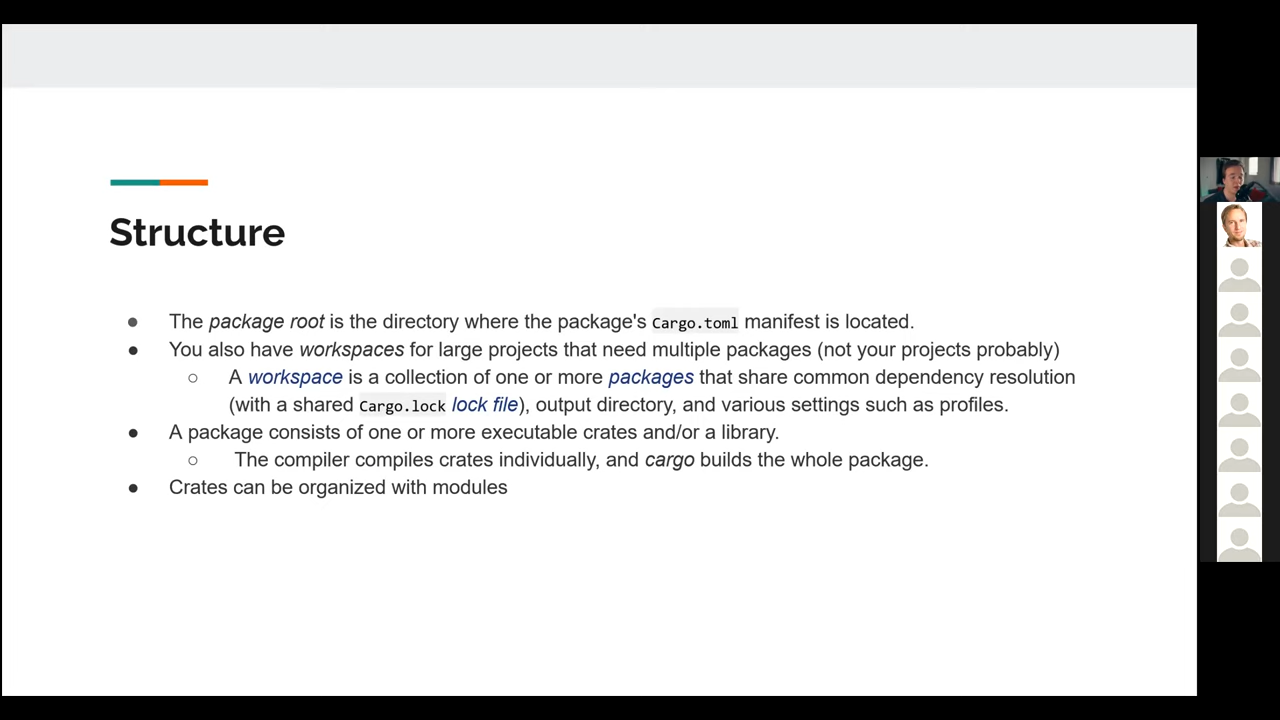 Structure
● The package root is the directory where the package's Cargo.toml manifest is located.
● You also have workspaces for large projects that need multiple packages (not your projects probably)
○ A workspace is a collection of one or more packages that share common dependency resolution
(with a shared Cargo.lock lock file), output directory, and various settings such as profiles.
● A package consists of one or more executable crates and/or a library.
○ The compiler compiles crates individually, and cargo builds the whole package.
● Crates can be organized with modules